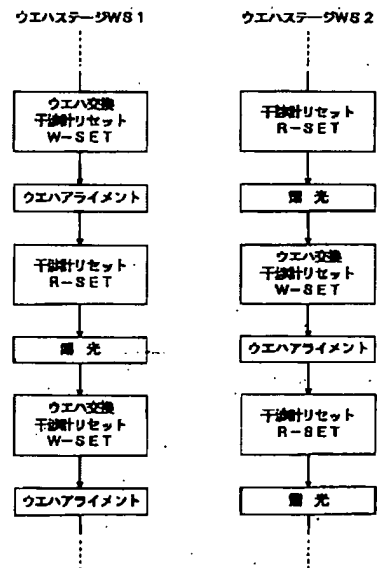 ウエハステージWS1
ウエハ交換
干渉計リセット
W-SET
ウエハアライメント
干渉計リセット
R-SET
露光
ウエハ交換
干渉計リセット
W-SET
ウエハアライメント
ウエハステージWS2
干渉計リセット
R-SET
露光
ウエハ交換
干渉計リセット
W-SET
ウエハアライメント
干渉計リセット
R-SET
露光